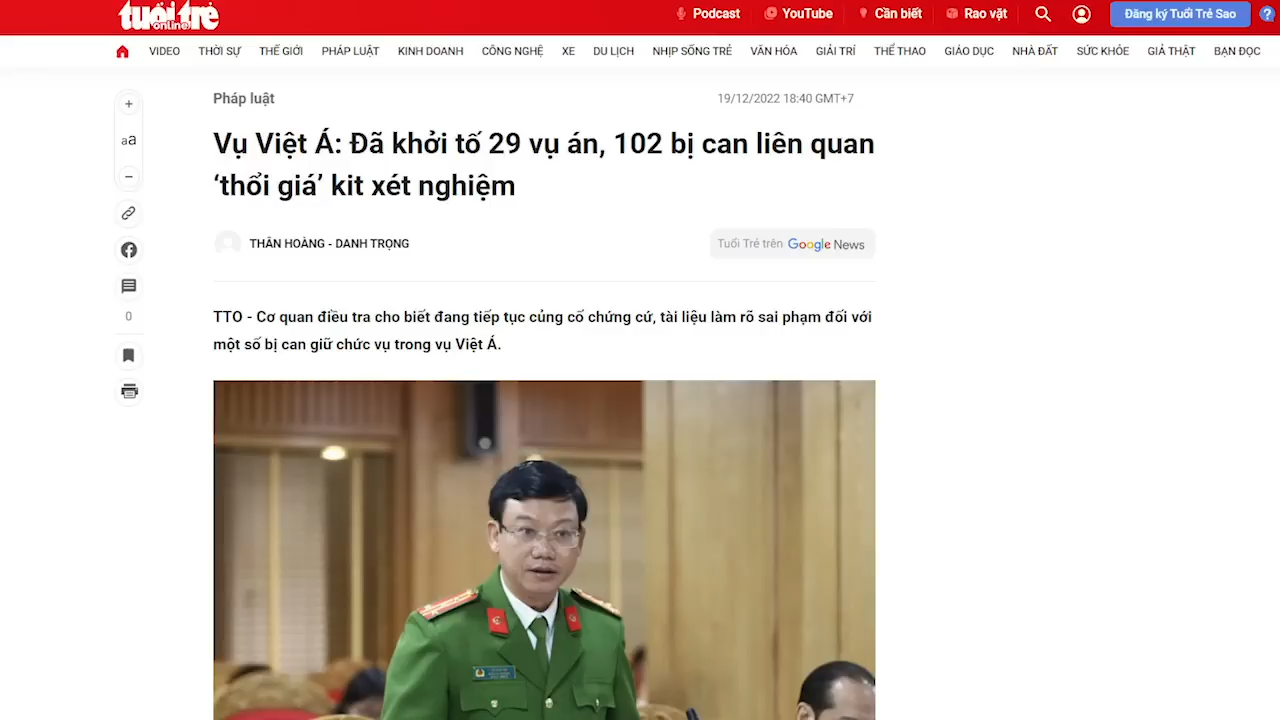 tuổi trẻ
online
Podcast
YouTube
Cần biết
Rao vặt
Đăng ký Tuổi Trẻ Sao
?
VIDEO
THỜI SỰ
THẾ GIỚI
PHÁP LUẬT
KINH DOANH
CÔNG NGHỆ
XE
DU LỊCH
NHỊP SỐNG TRẺ
VĂN HÓA
GIẢI TRÍ
THỂ THAO
GIÁO DỤC
NHÀ ĐẤT
SỨC KHỎE
GIẢ THẬT
BẠN ĐỌC
+
aa
−
0
Pháp luật
19/12/2022 18:40 GMT+7
Vụ Việt Á: Đã khởi tố 29 vụ án, 102 bị can liên quan
‘thổi giá’ kit xét nghiệm
THÂN HOÀNG - DANH TRỌNG
Tuổi Trẻ trên Google News
TTO - Cơ quan điều tra cho biết đang tiếp tục củng cố chứng cứ, tài liệu làm rõ sai phạm đối với
một số bị can giữ chức vụ trong vụ Việt Á.